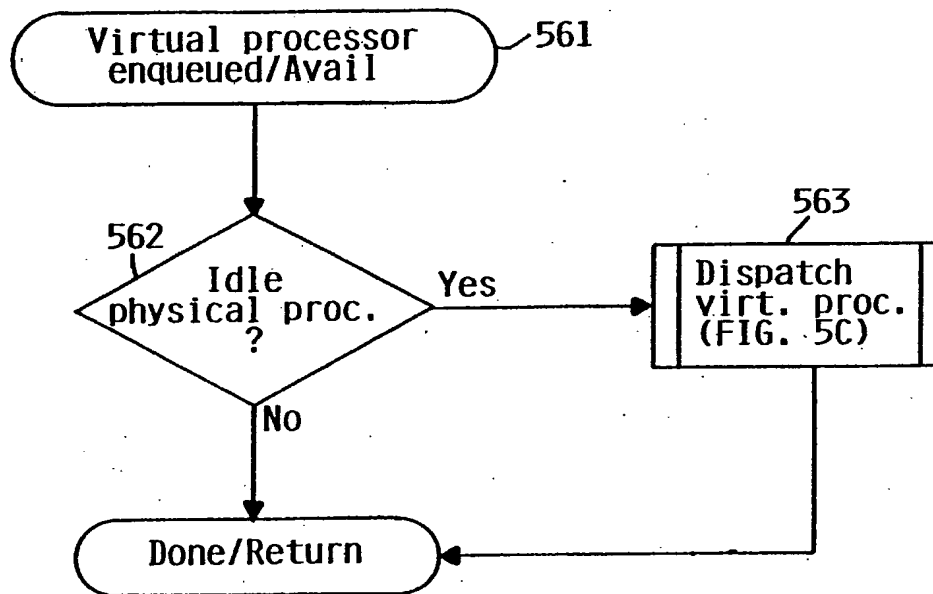 Virtual processor
enqueued/Avail
561
562
Idle
physical proc.
?
Yes
563
Dispatch
virt. proc.
(FIG. 5C)
No
Done/Return